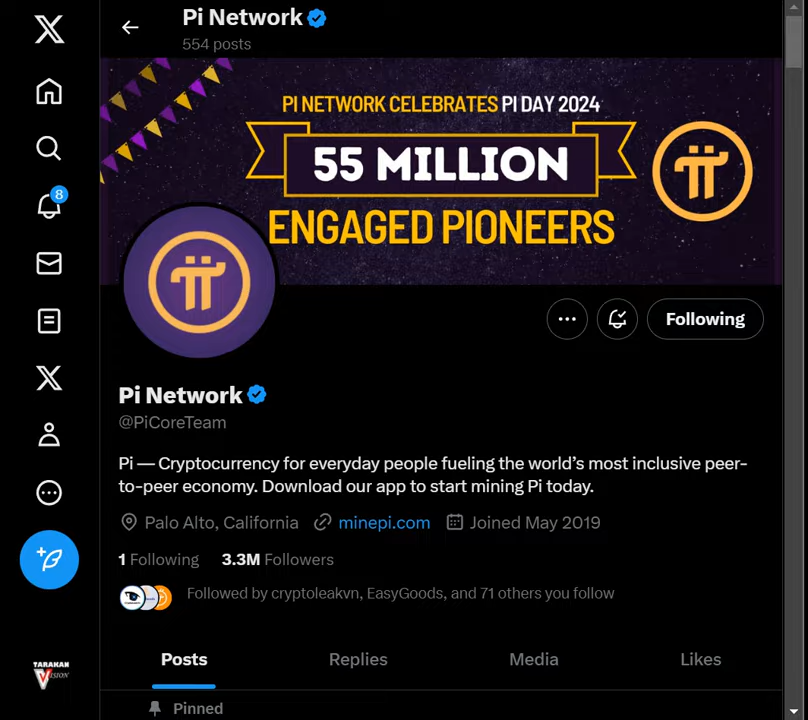 Pi Network
554 posts
PI NETWORK CELEBRATES PI DAY 2024
55 MILLION
ENGAGED PIONEERS
8
Following
Pi Network
@PiCoreTeam
Pi — Cryptocurrency for everyday people fueling the world’s most inclusive peer-
to-peer economy. Download our app to start mining Pi today.
Palo Alto, California minepi.com Joined May 2019
1 Following 3.3M Followers
Followed by cryptoleakvn, EasyGoods, and 71 others you follow
TARAKAN
VISION
Posts Replies Media Likes
Pinned